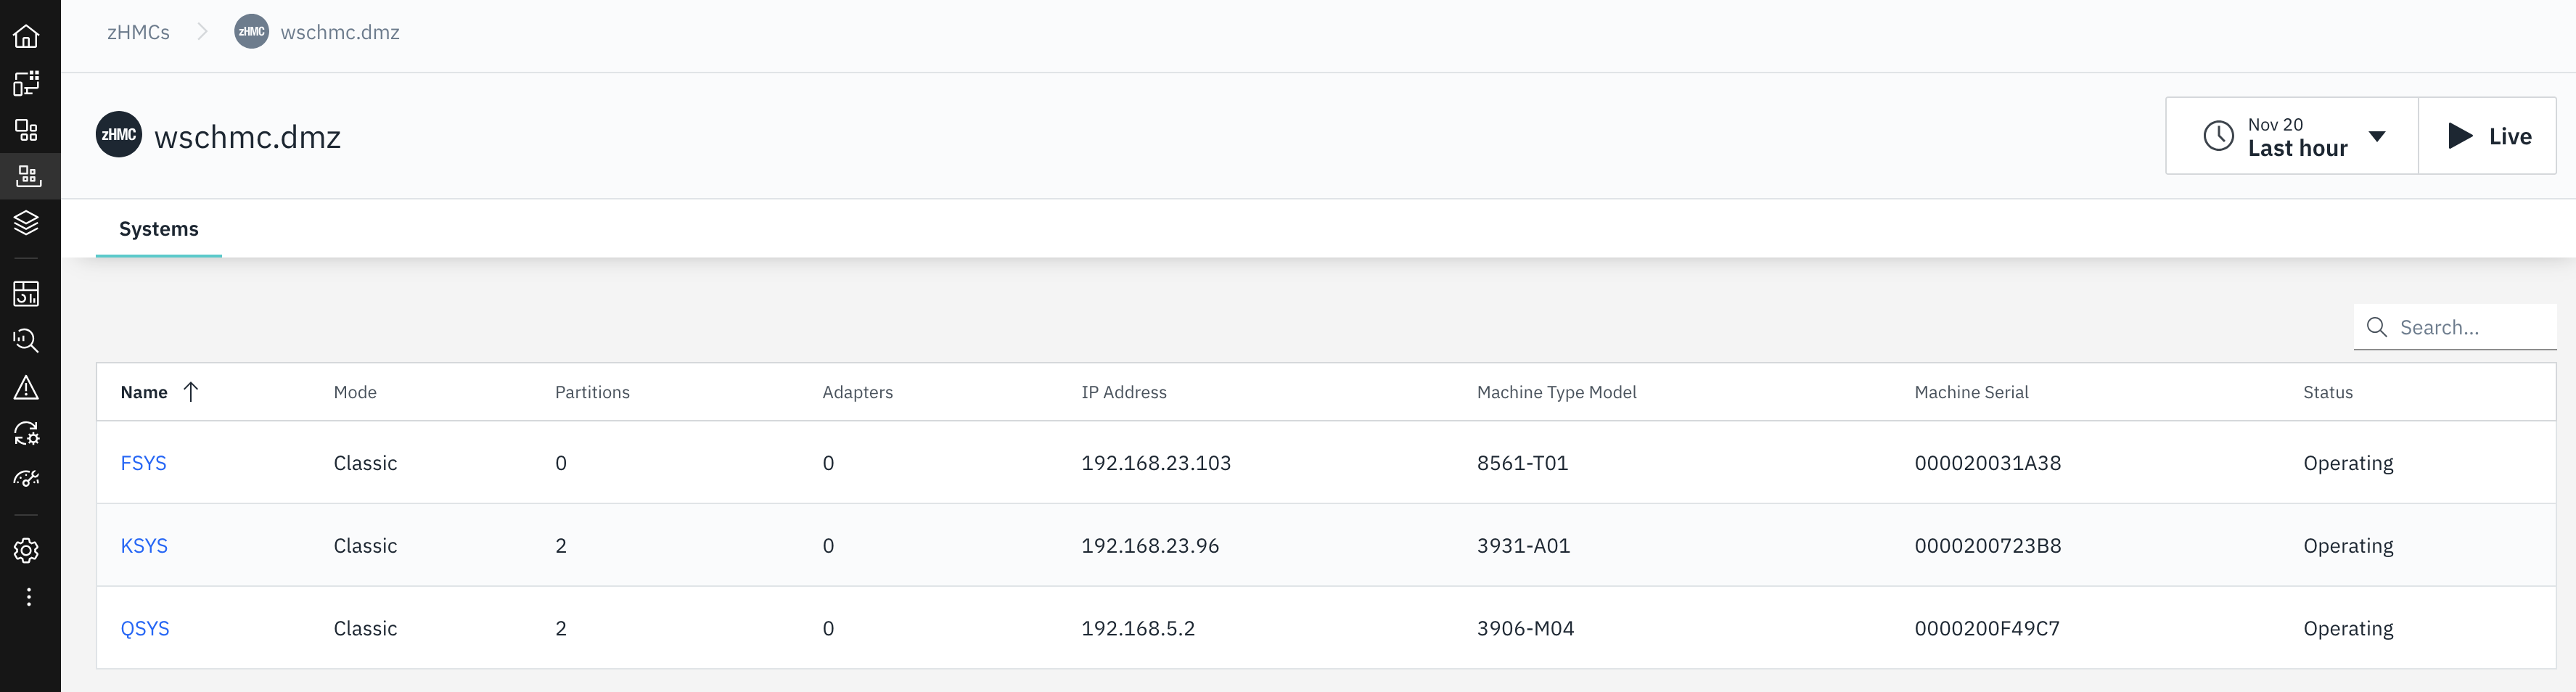 zHMCs
zHMC wschmc.dmz
zHMC wschmc.dmz
Nov 20
Last hour
Live
Systems
Search...
Name Mode Partitions Adapters IP Address Machine Type Model Machine Serial Status
FSYS Classic 0 0 192.168.23.103 8561-T01 000020031A38 Operating
KSYS Classic 2 0 192.168.23.96 3931-A01 0000200723B8 Operating
QSYS Classic 2 0 192.168.5.2 3906-M04 0000200F49C7 Operating